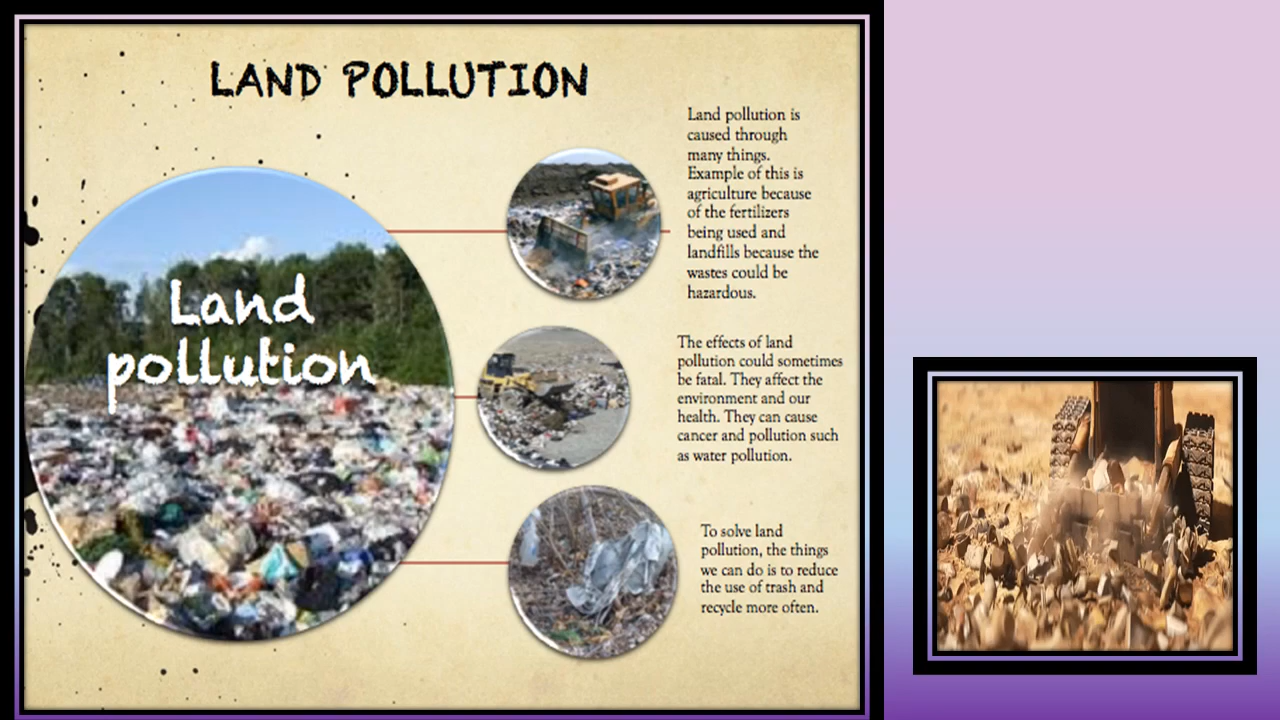 LAND POLLUTION
Land
pollution
Land pollution is
caused through
many things.
Example of this is
agriculture because
of the fertilizers
being used and
landfills because the
wastes could be
hazardous.
The effects of land
pollution could sometimes
be fatal. They affect the
environment and our
health. They can cause
cancer and pollution such
as water pollution.
To solve land
pollution, the things
we can do is to reduce
the use of trash and
recycle more often.